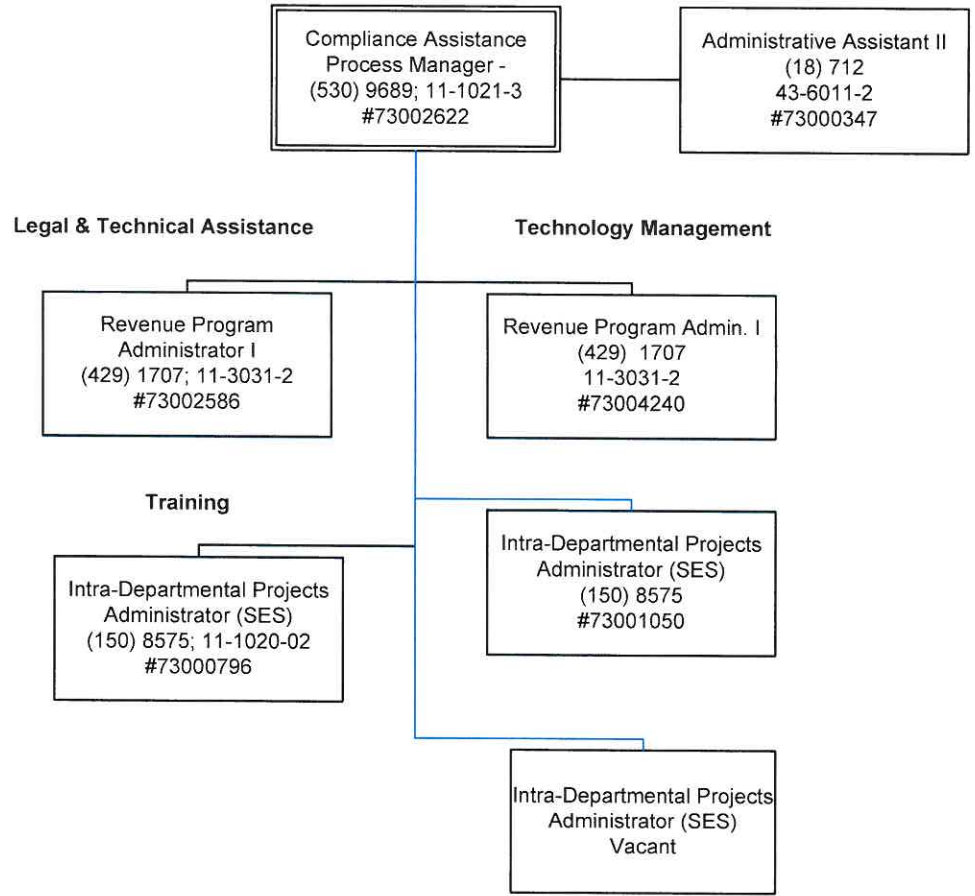 Compliance Assistance
Process Manager -
(530) 9689; 11-1021-3
#73002622
Administrative Assistant II
(18) 712
43-6011-2
#73000347
Legal & Technical Assistance
Technology Management
Revenue Program
Administrator I
(429) 1707; 11-3031-2
#73002586
Revenue Program Admin. I
(429) 1707
11-3031-2
#73004240
Training
Intra-Departmental Projects
Administrator (SES)
(150) 8575; 11-1020-02
#73000796
Intra-Departmental Projects
Administrator (SES)
(150) 8575
#73001050
Intra-Departmental Projects
Administrator (SES)
Vacant